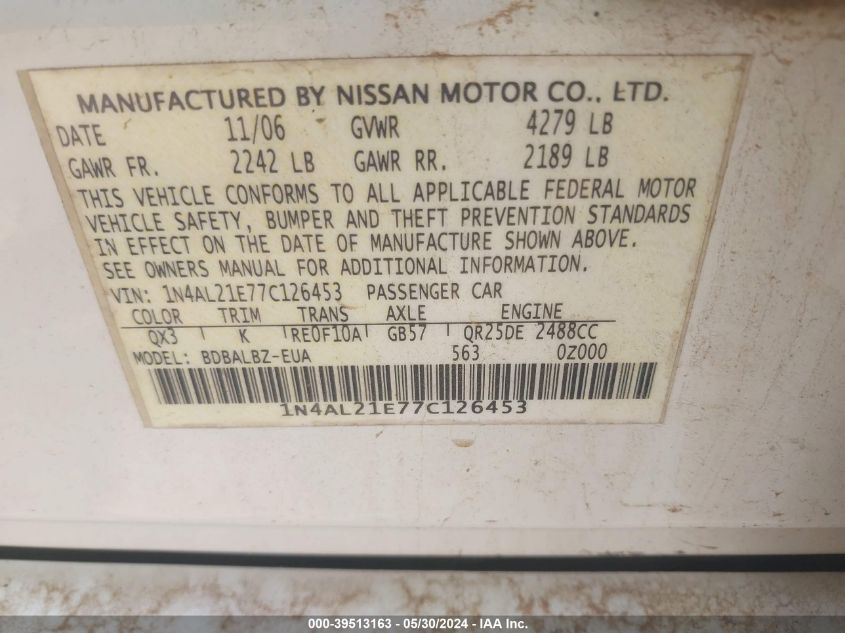 MANUFACTURED BY NISSAN MOTOR CO., LTD.
DATE 11/06 GVWR 4279 LB
GAWR FR. 2242 LB GAWR RR. 2189 LB
THIS VEHICLE CONFORMS TO ALL APPLICABLE FEDERAL MOTOR
VEHICLE SAFETY, BUMPER AND THEFT PREVENTION STANDARDS
IN EFFECT ON THE DATE OF MANUFACTURE SHOWN ABOVE.
SEE OWNERS MANUAL FOR ADDITIONAL INFORMATION.
VIN: 1N4AL21E77C126453 PASSENGER CAR
COLOR TRIM TRANS AXLE ENGINE
QX3 K RE0F10A GB57 QR25DE 2488CC
MODEL: BDBALBZ-EUA 563 0Z000
1N4AL21E77C126453
000-39513163 - 05/30/2024 - IAA Inc.